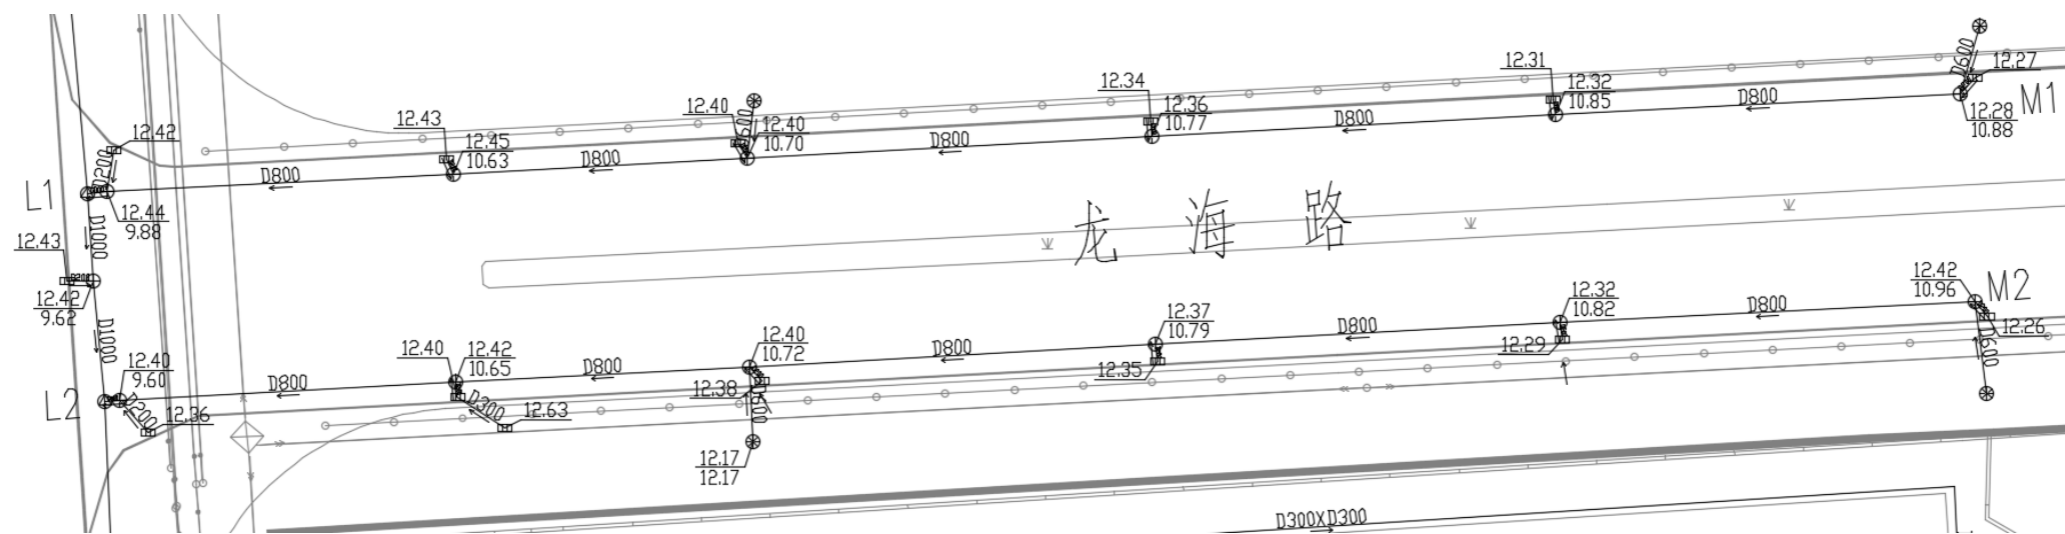 D600
12.27
12.31
12.34
12.32
10.85
D800
12.28
10.88
M1
12.36
10.77
D800
12.40
D600
12.40
10.70
D800
12.43
12.45
10.63
D800
12.42
D200
D800
L1
12.44
9.88
12.43
D1000
D200
12.42
9.62
D1000
龙海路
12.42
10.96
M2
12.32
10.82
D800
12.26
D600
12.37
10.79
D800
12.29
12.40
10.72
D800
12.35
12.40
12.42
10.65
D800
12.38
12.40
9.60
D800
L2
D200
12.36
D300
12.63
12.17
12.17
D300XD300